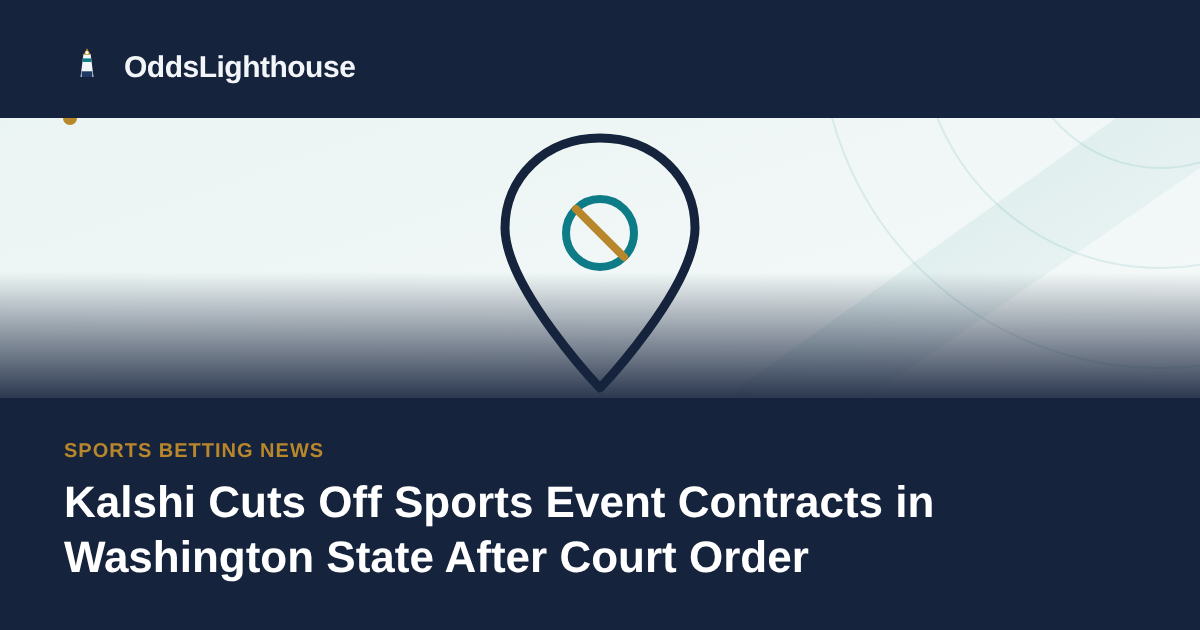 OddsLighthouse
SPORTS BETTING NEWS
Kalshi Cuts Off Sports Event Contracts in
Washington State After Court Order